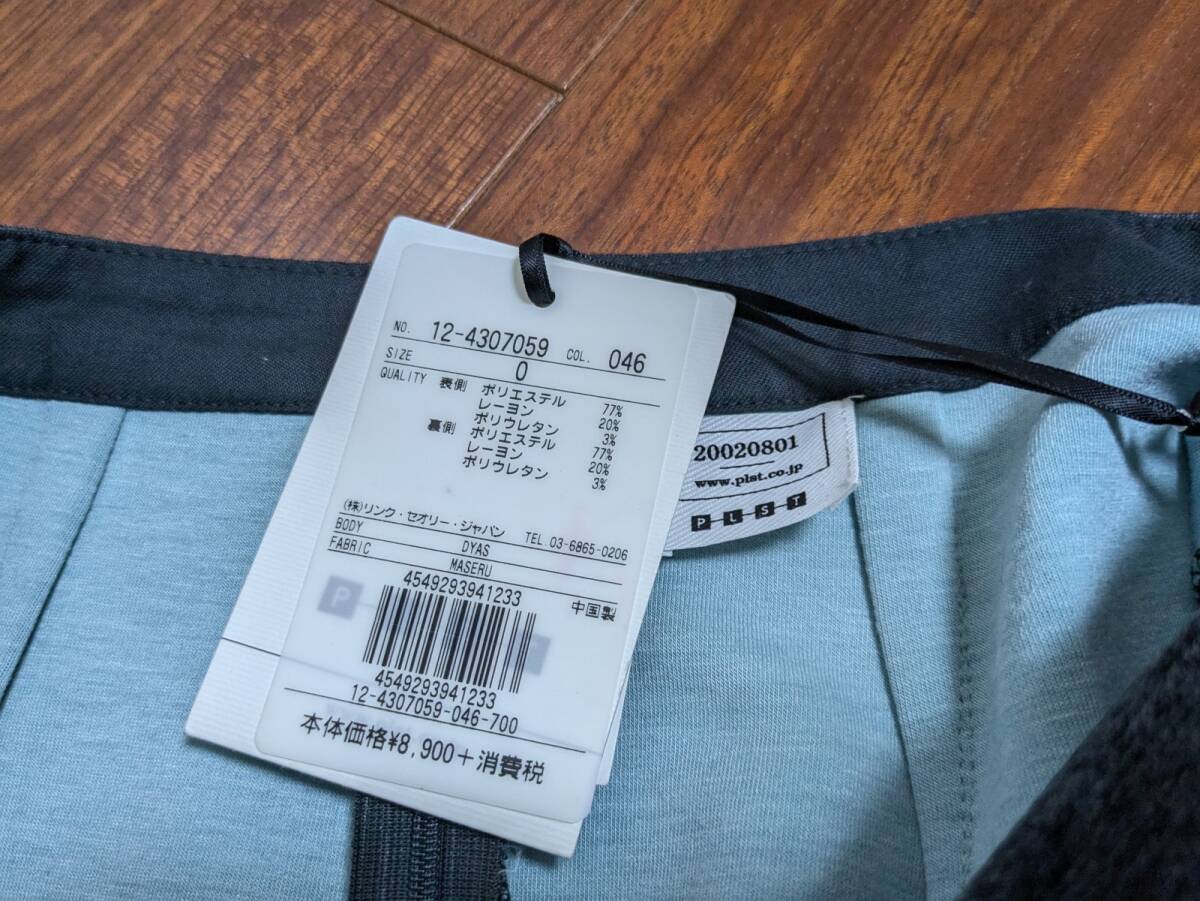 NO. 12-4307059 COL. 046
SIZE 0
QUALITY 表側 ポリエステル 77%
レーヨン 20%
ポリウレタン 3%
裏側 ポリエステル 77%
レーヨン 20%
ポリウレタン 3%
(株)リンク・セオリー・ジャパン TEL 03-6865-0206
BODY DYAS
FABRIC MASERU
4549293941233
中国製
P
4549293941233
12-4307059-046-700
本体価格¥8,900+消費税
20020801
www.plst.co.jp
P L S T